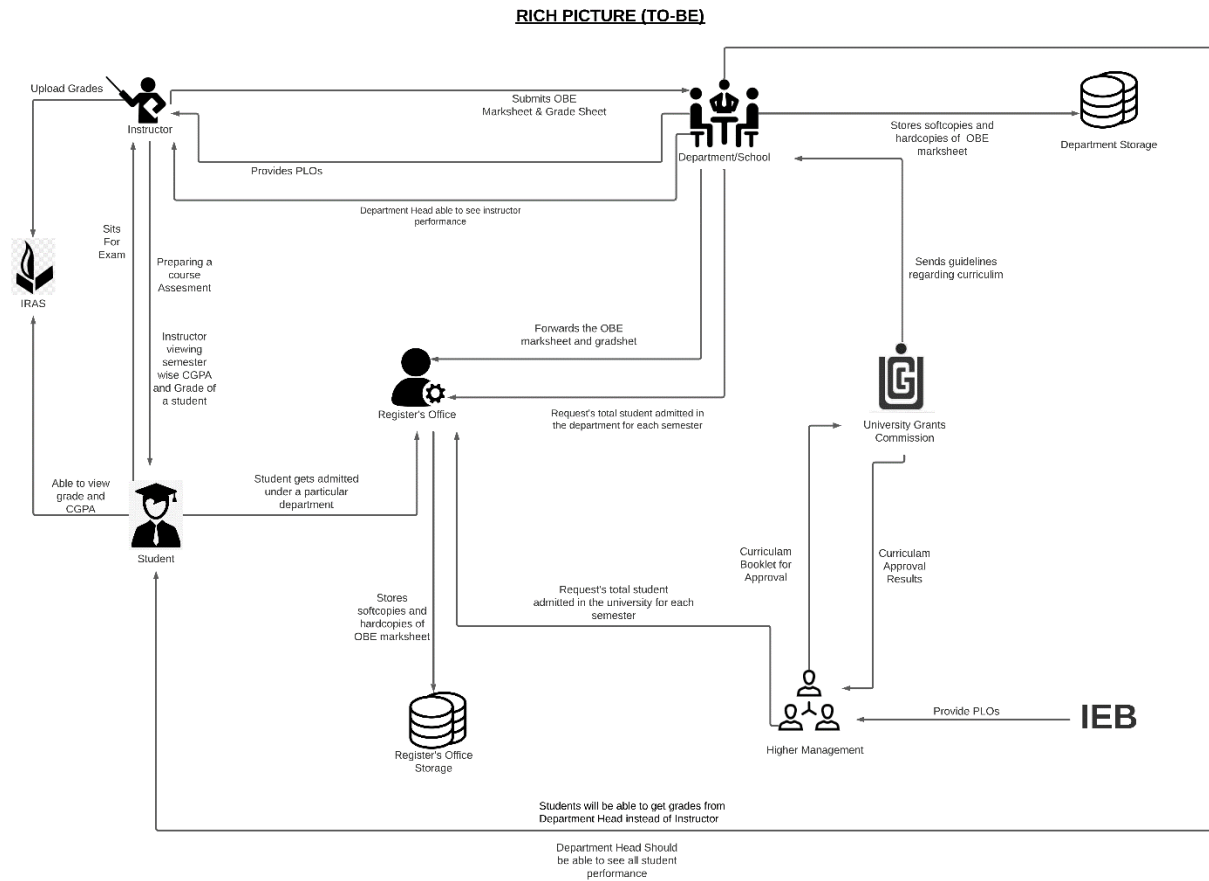 RICH PICTURE (TO-BE)
Upload Grades
Instructor
Submits OBE
Marksheet & Grade Sheet
Department/School
Stores softcopies and
hardcopies of OBE
marksheet
Department Storage
Provides PLOs
Department Head able to see instructor
performance
Sits
For
Exam
Preparing a
course
Assesment
IRAS
Sends guidelines
regarding curriculim
Instructor
viewing
semester
wise CGPA
and Grade of
a student
Forwards the OBE
marksheet and gradshet
Register's Office
Request's total student admitted in
the department for each semester
UGC
University Grants
Commission
Able to view
grade and
CGPA
Student gets admitted
under a particular
department
Student
Curriculam
Booklet for
Approval
Curriculam
Approval
Results
Stores
softcopies and
hardcopies of
OBE marksheet
Request's total student
admitted in the university for each
semester
Provide PLOs
IEB
Higher Management
Register's Office
Storage
Students will be able to get grades from
Department Head instead of Instructor
Department Head Should
be able to see all student
performance